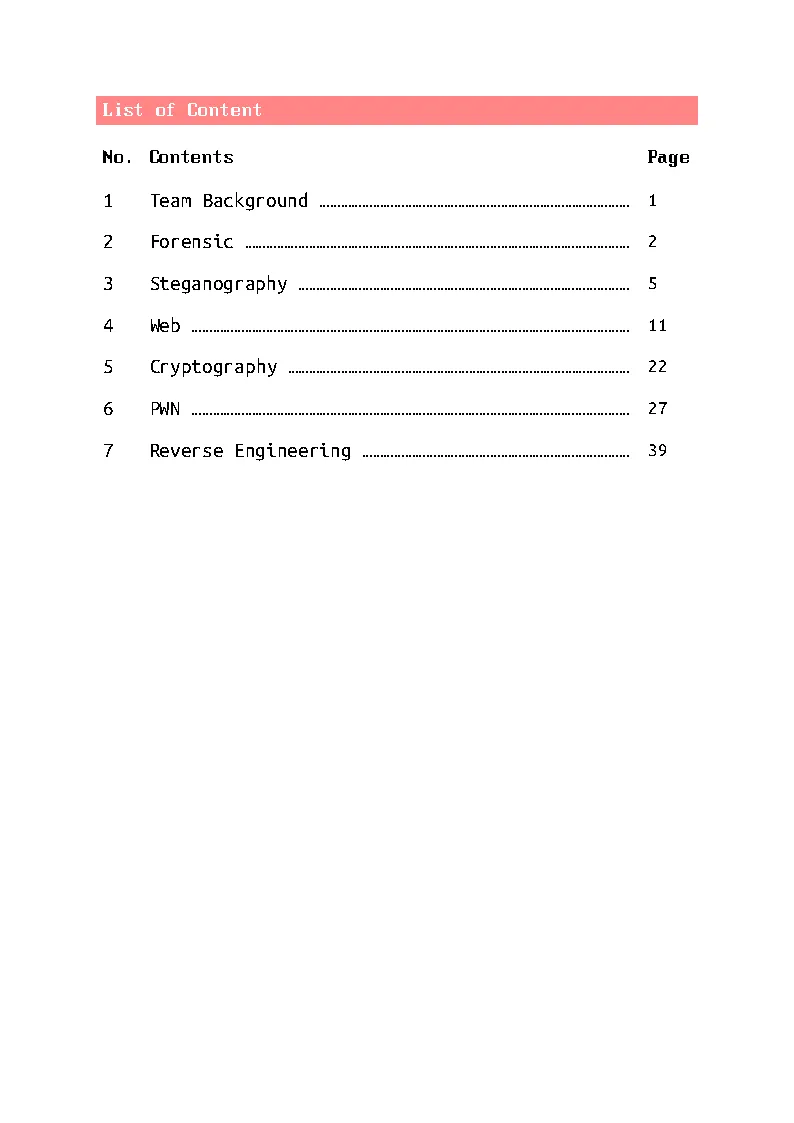 List of Content
No. Contents Page
1 Team Background ........................................................ 1
2 Forensic ........................................................ 2
3 Steganography ........................................................ 5
4 Web ........................................................ 11
5 Cryptography ........................................................ 22
6 PWN ........................................................ 27
7 Reverse Engineering ........................................................ 39